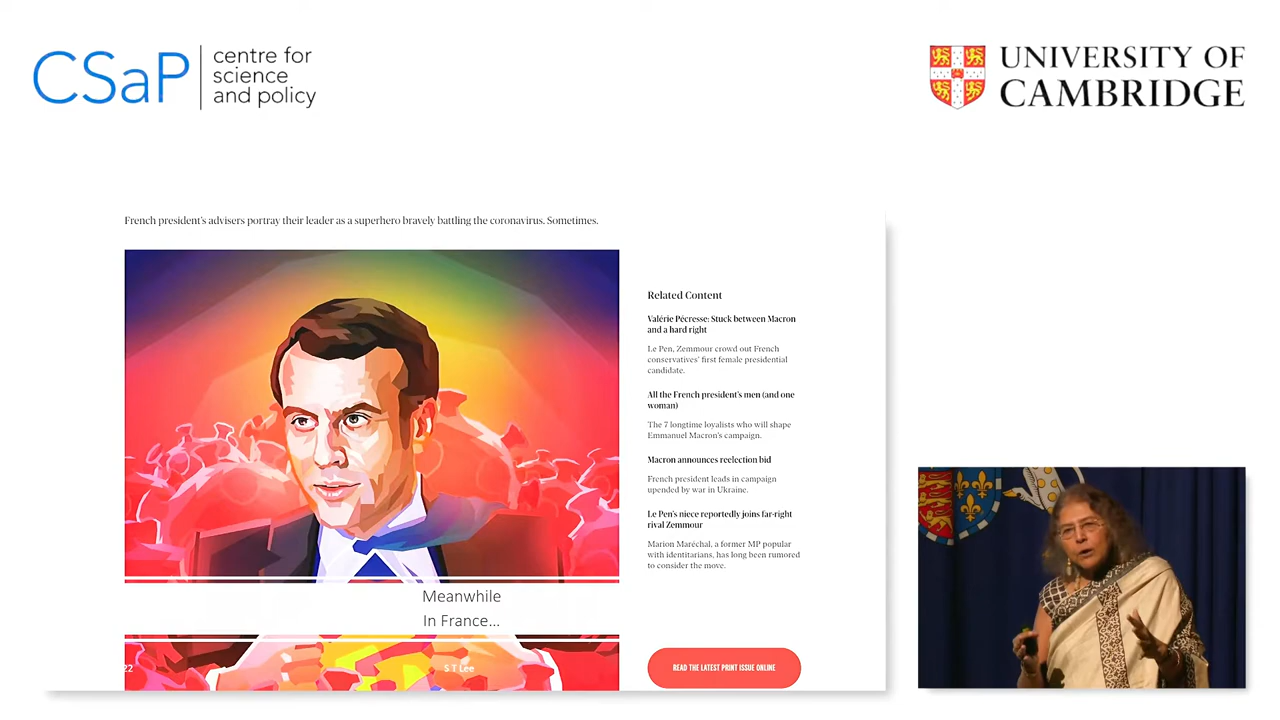 CSaP
centre for
science
and policy
UNIVERSITY OF
CAMBRIDGE
French president's advisers portray their leader as a superhero bravely battling the coronavirus. Sometimes.
Related Content
Valérie Pécresse: Stuck between Macron
and a hard right
Le Pen, Zemmour crowd out French
conservatives' first female presidential
candidate.
All the French president's men (and one
woman)
The 7 longtime loyalists who will shape
Emmanuel Macron's campaign.
Macron announces reelection bid
French president leads in campaign
upended by war in Ukraine.
Le Pen's niece reportedly joins far-right
rival Zemmour
Marion Maréchal, a former MP popular
with identitarians, has long been rumored
to consider the move.
Meanwhile
In France...
22
S T Lee
READ THE LATEST PRINT ISSUE ONLINE